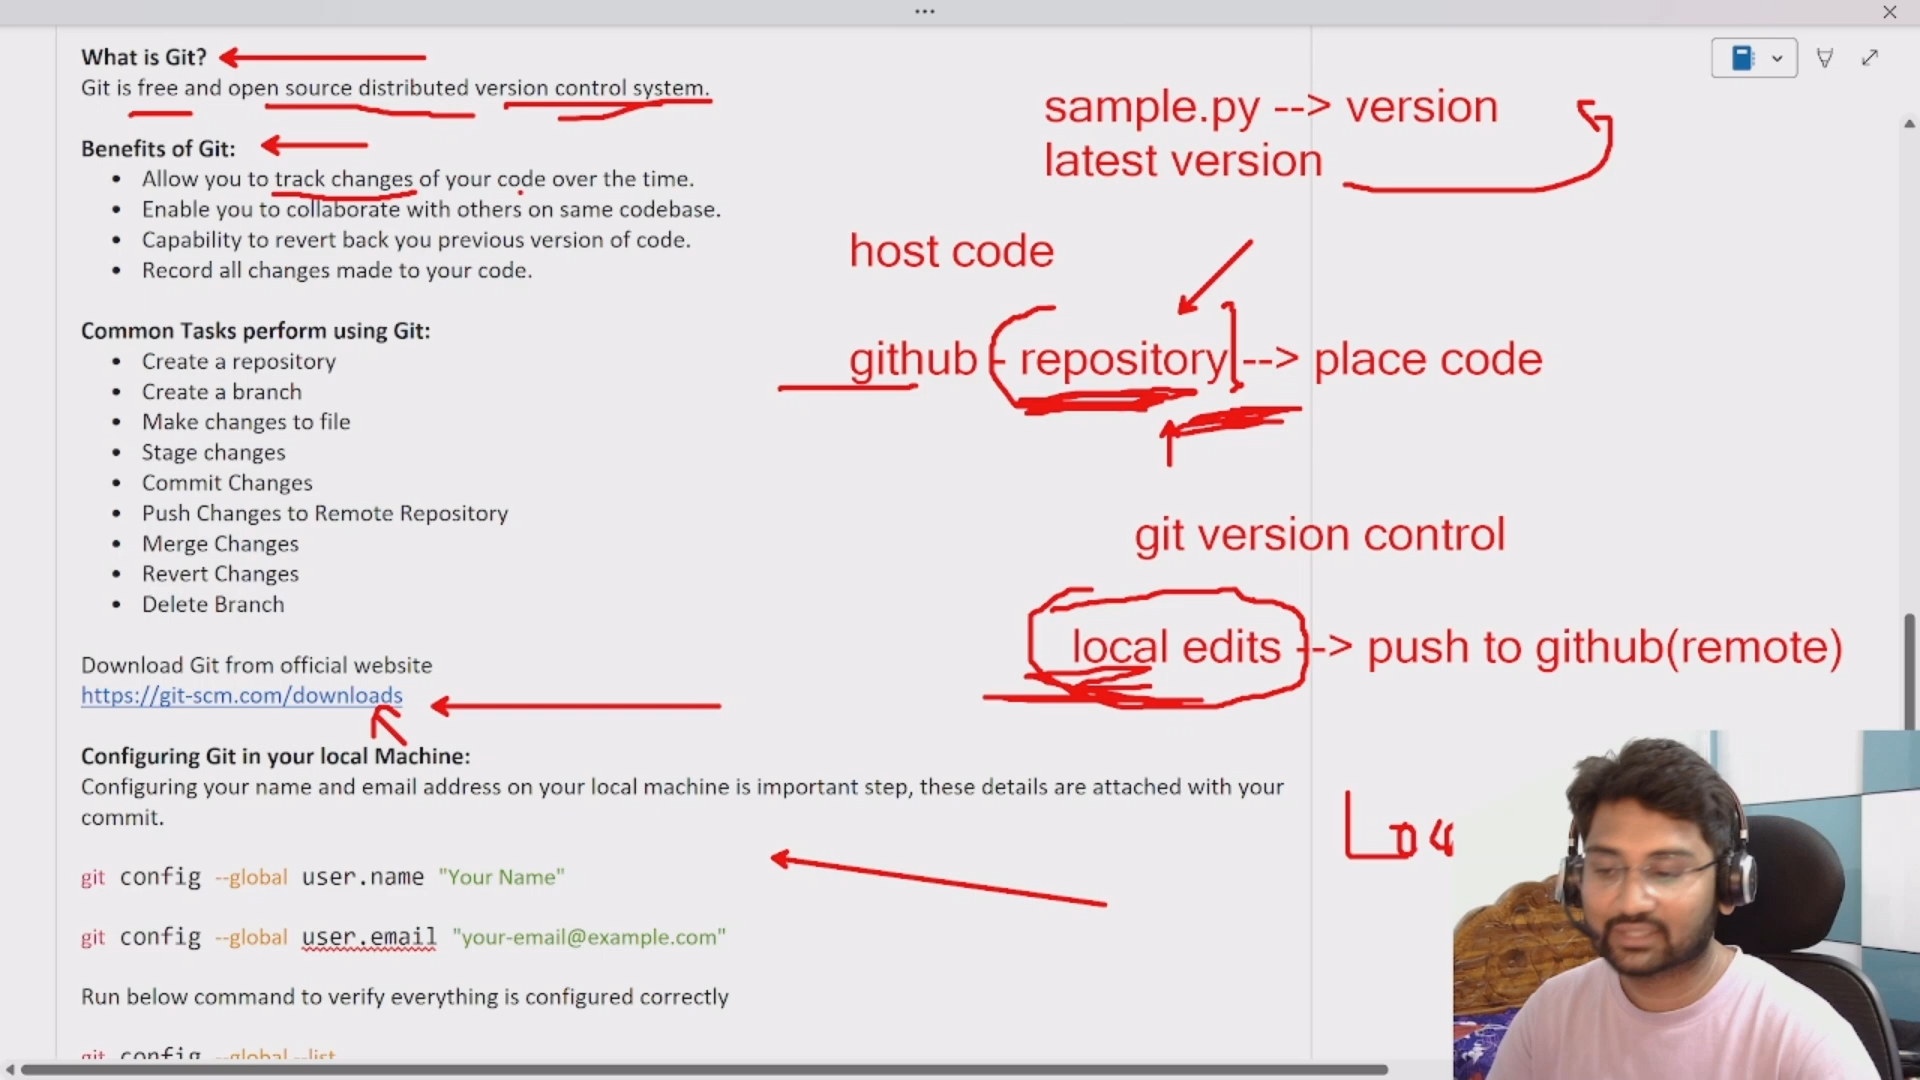 What is Git?
Git is free and open source distributed version control system.
Benefits of Git:
• Allow you to track changes of your code over the time.
• Enable you to collaborate with others on same codebase.
• Capability to revert back you previous version of code.
• Record all changes made to your code.
Common Tasks perform using Git:
• Create a repository
• Create a branch
• Make changes to file
• Stage changes
• Commit Changes
• Push Changes to Remote Repository
• Merge Changes
• Revert Changes
• Delete Branch
Download Git from official website
https://git-scm.com/downloads
Configuring Git in your local Machine:
Configuring your name and email address on your local machine is important step, these details are attached with your
commit.
git config --global user.name "Your Name"
git config --global user.email "your-email@example.com"
Run below command to verify everything is configured correctly
git config --global --list
sample.py --> version
latest version
host code
github - repository --> place code
git version control
local edits --> push to github(remote)